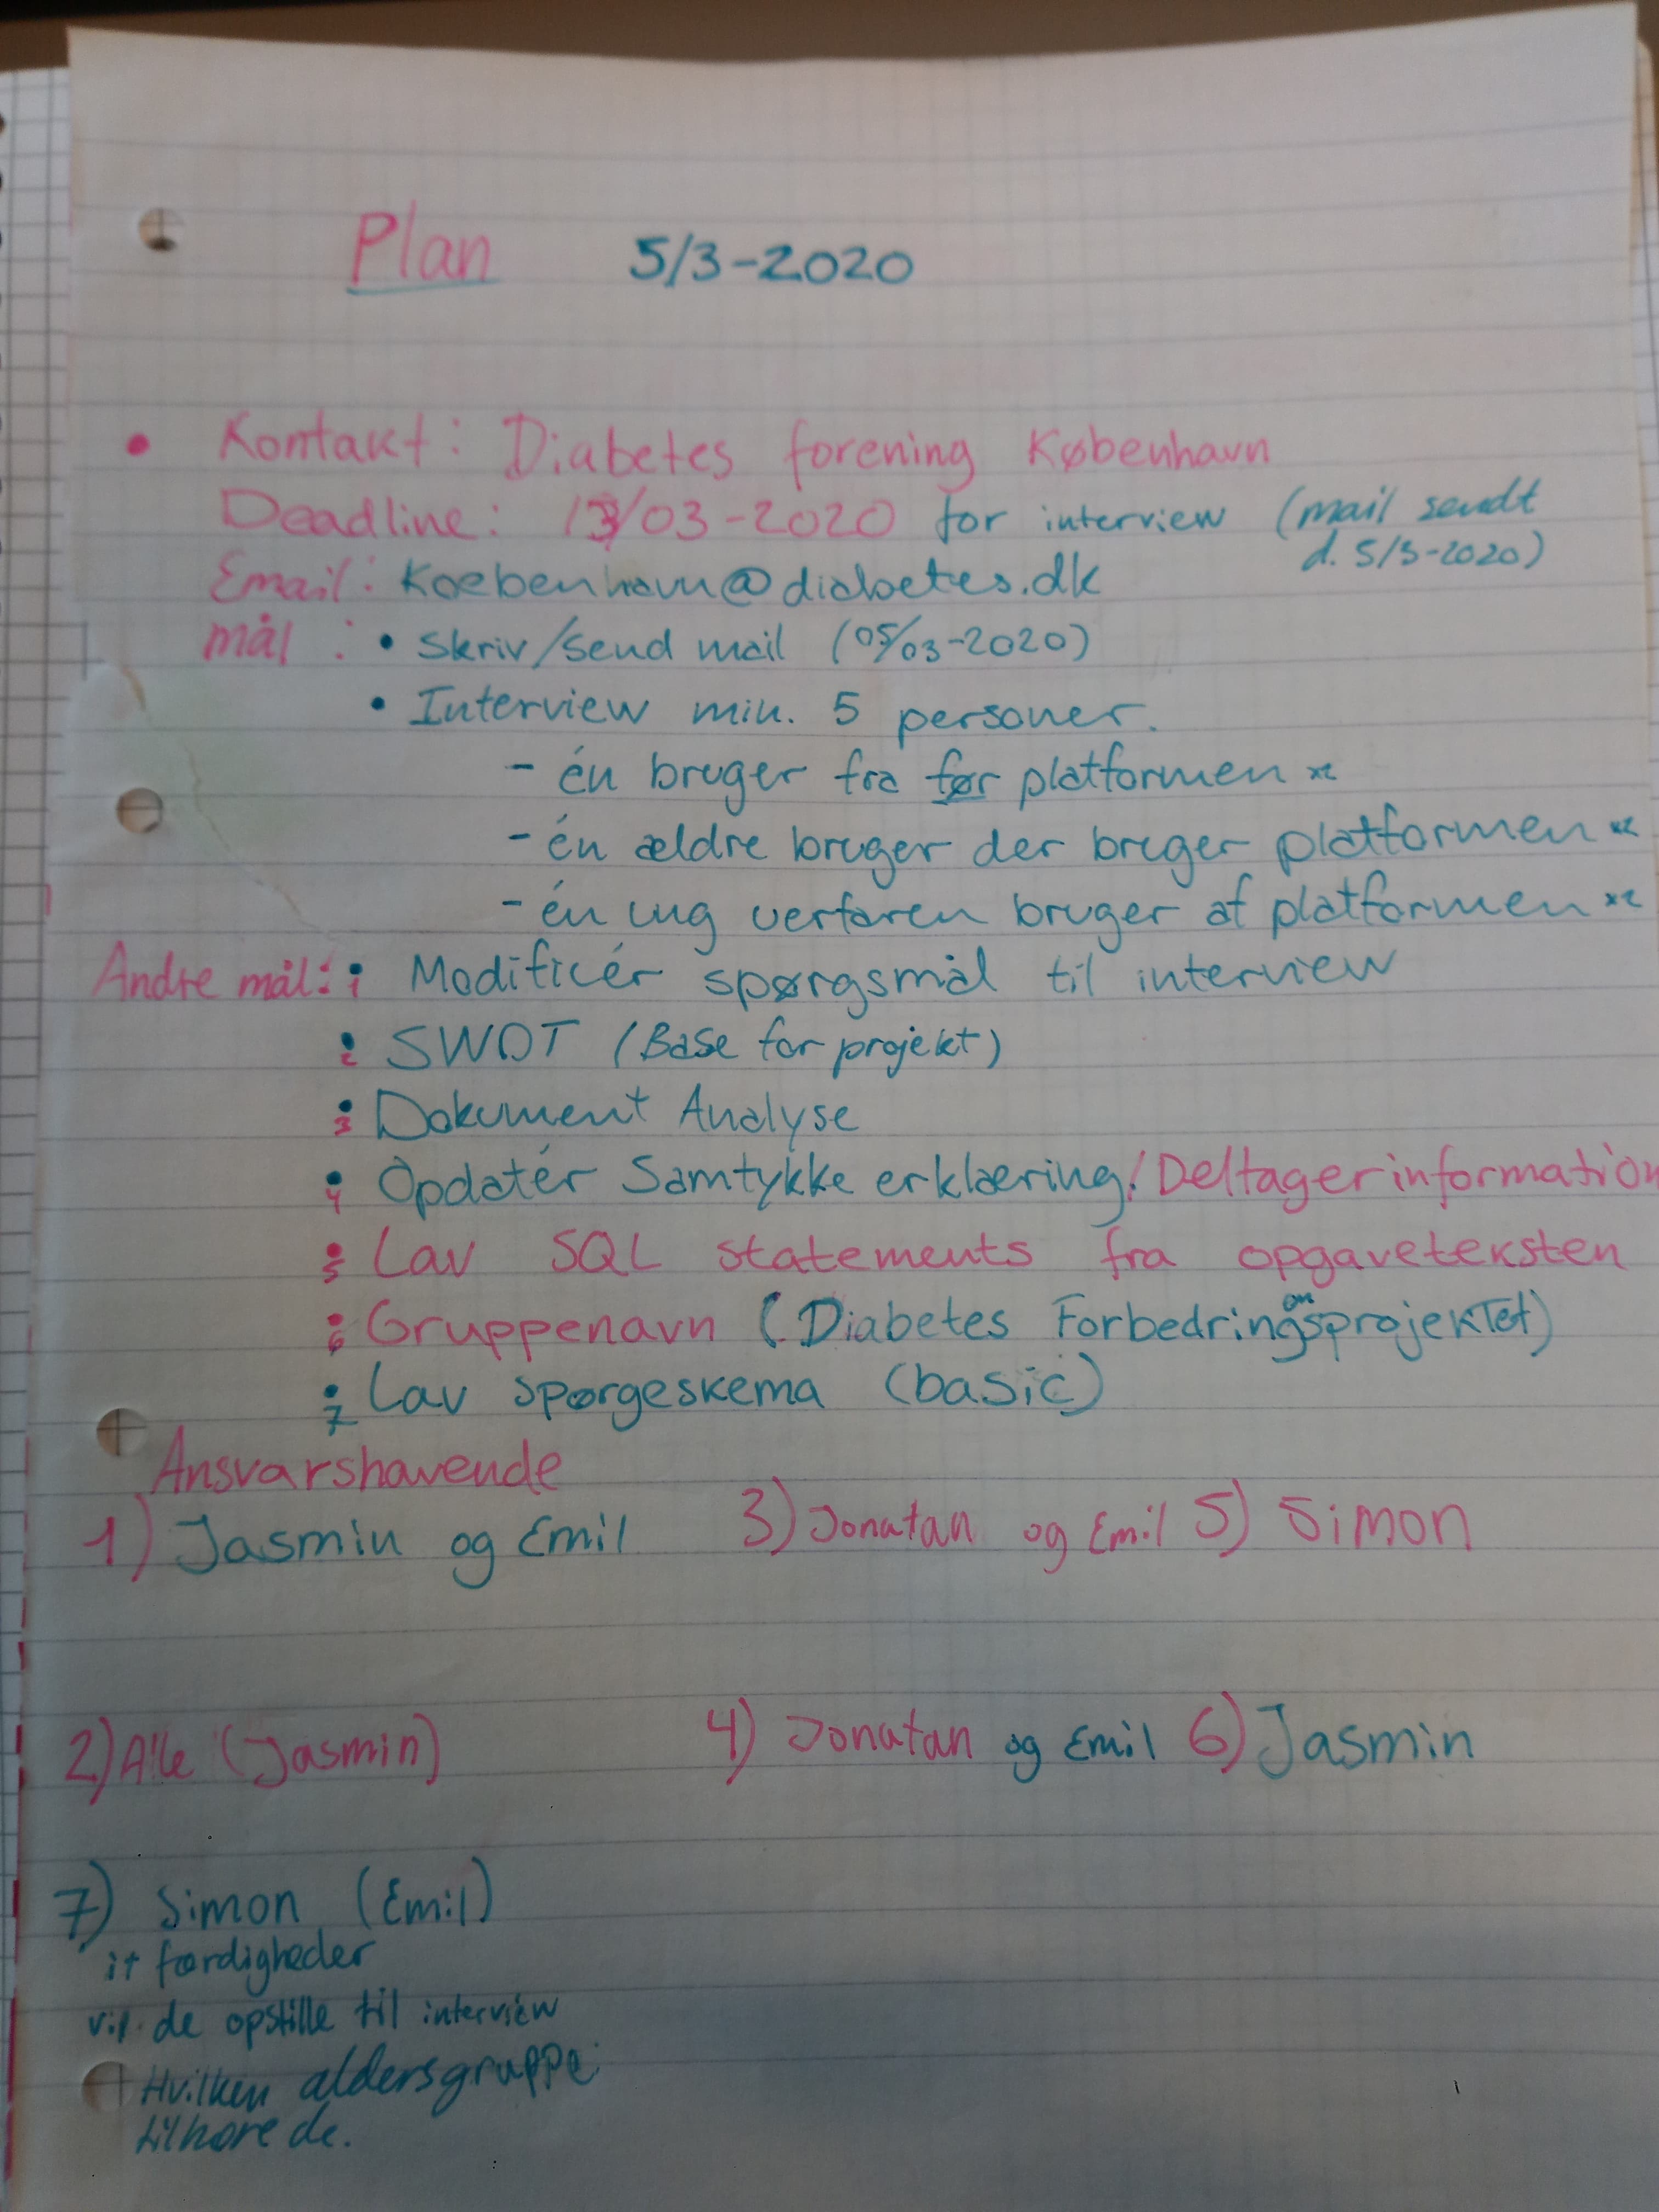 Plan 5/3-2020
• Kontakt: Diabetes forening København
Deadline: 13/03-2020 for interview (mail sendt
d. 5/3-2020)
Email: Koebenhavn@diabetes.dk
mål : • Skriv/Send mail (05/03-2020)
• Interview min. 5 personer.
- én bruger fra før platformen x2
- én ældre bruger der bruger platformen x2
- én ung verfaren bruger af platformen x2
Andre mål: 1 Modificér spørgsmål til interview
2 SWOT (Base for projekt)
3 Dokument Analyse
4 Opdatér Samtykke erklæring/Deltagerinformation
5 Lav SQL statements fra opgaveteksten
6 Gruppenavn (Diabetes Forbedringsprojektet)
7 Lav spørgeskema (basic)
Ansvarshavende
1) Jasmin og Emil 3) Jonatan og Emil 5) Simon
2) Alle (Jasmin) 4) Jonatan og Emil 6) Jasmin
7) Simon (Emil)
it færdigheder
vil de opstille til interview
Hvilken aldersgruppe
tilhøre de.